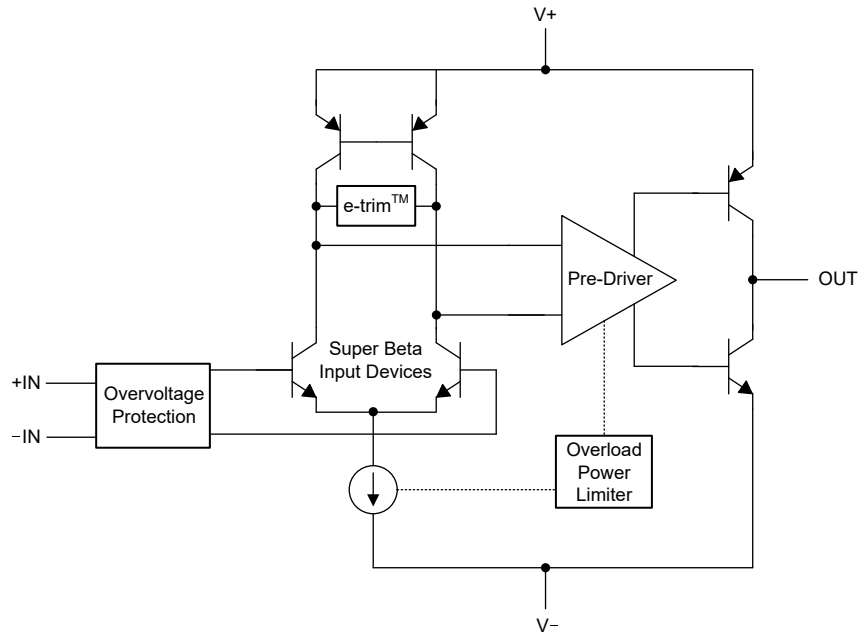 V+
e-trim™
Pre-Driver
OUT
Super Beta
Input Devices
+IN
Overvoltage
Protection
−IN
Overload
Power
Limiter
V−